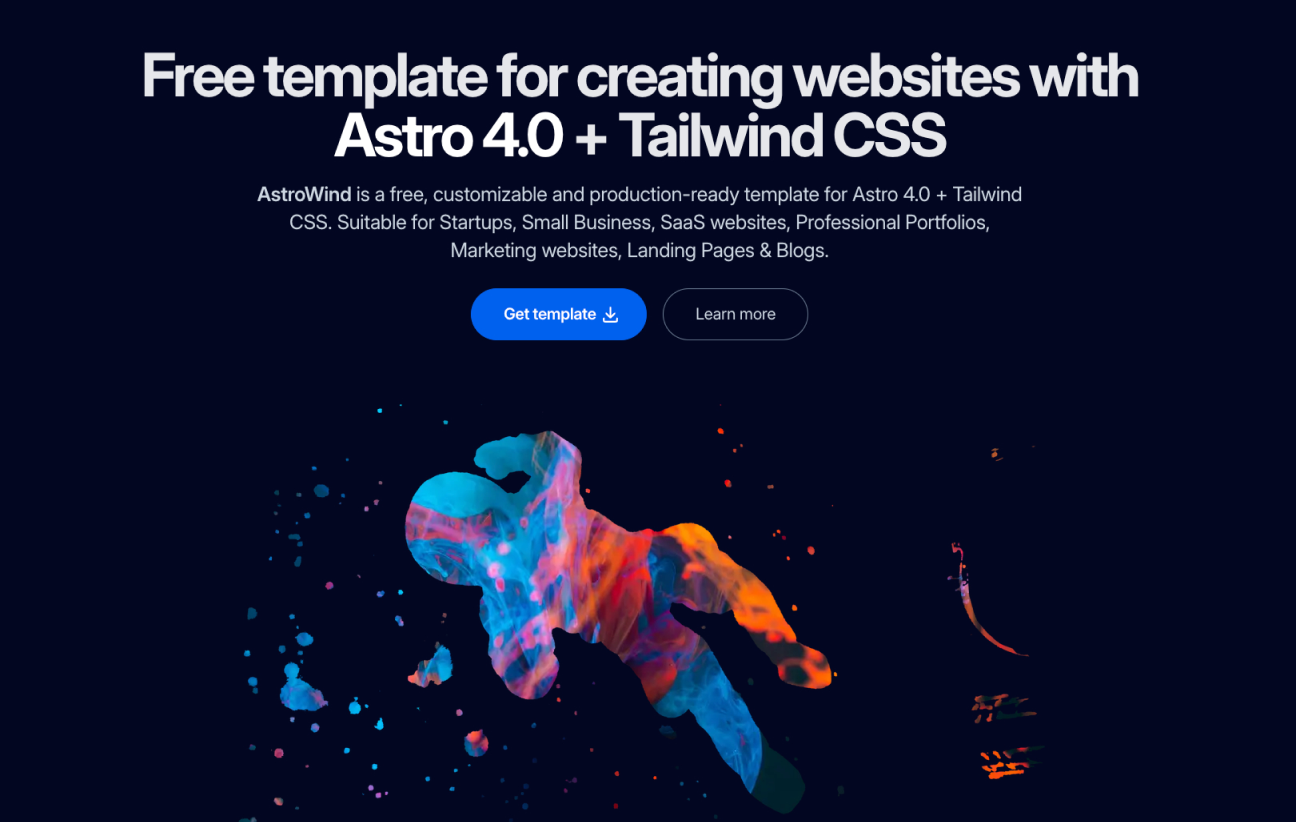 Free template for creating websites with
Astro 4.0 + Tailwind CSS
AstroWind is a free, customizable and production-ready template for Astro 4.0 + Tailwind
CSS. Suitable for Startups, Small Business, SaaS websites, Professional Portfolios,
Marketing websites, Landing Pages & Blogs.
Get template
Learn more